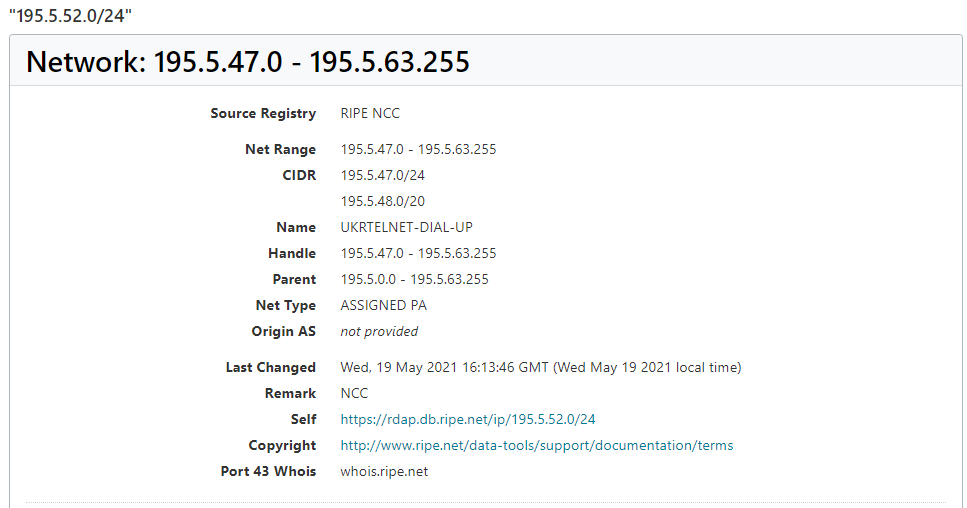 "195.5.52.0/24"
Network: 195.5.47.0 - 195.5.63.255
Source Registry RIPE NCC
Net Range 195.5.47.0 - 195.5.63.255
CIDR 195.5.47.0/24
195.5.48.0/20
Name UKRTELNET-DIAL-UP
Handle 195.5.47.0 - 195.5.63.255
Parent 195.5.0.0 - 195.5.63.255
Net Type ASSIGNED PA
Origin AS not provided
Last Changed Wed, 19 May 2021 16:13:46 GMT (Wed May 19 2021 local time)
Remark NCC
Self https://rdap.db.ripe.net/ip/195.5.52.0/24
Copyright http://www.ripe.net/data-tools/support/documentation/terms
Port 43 Whois whois.ripe.net